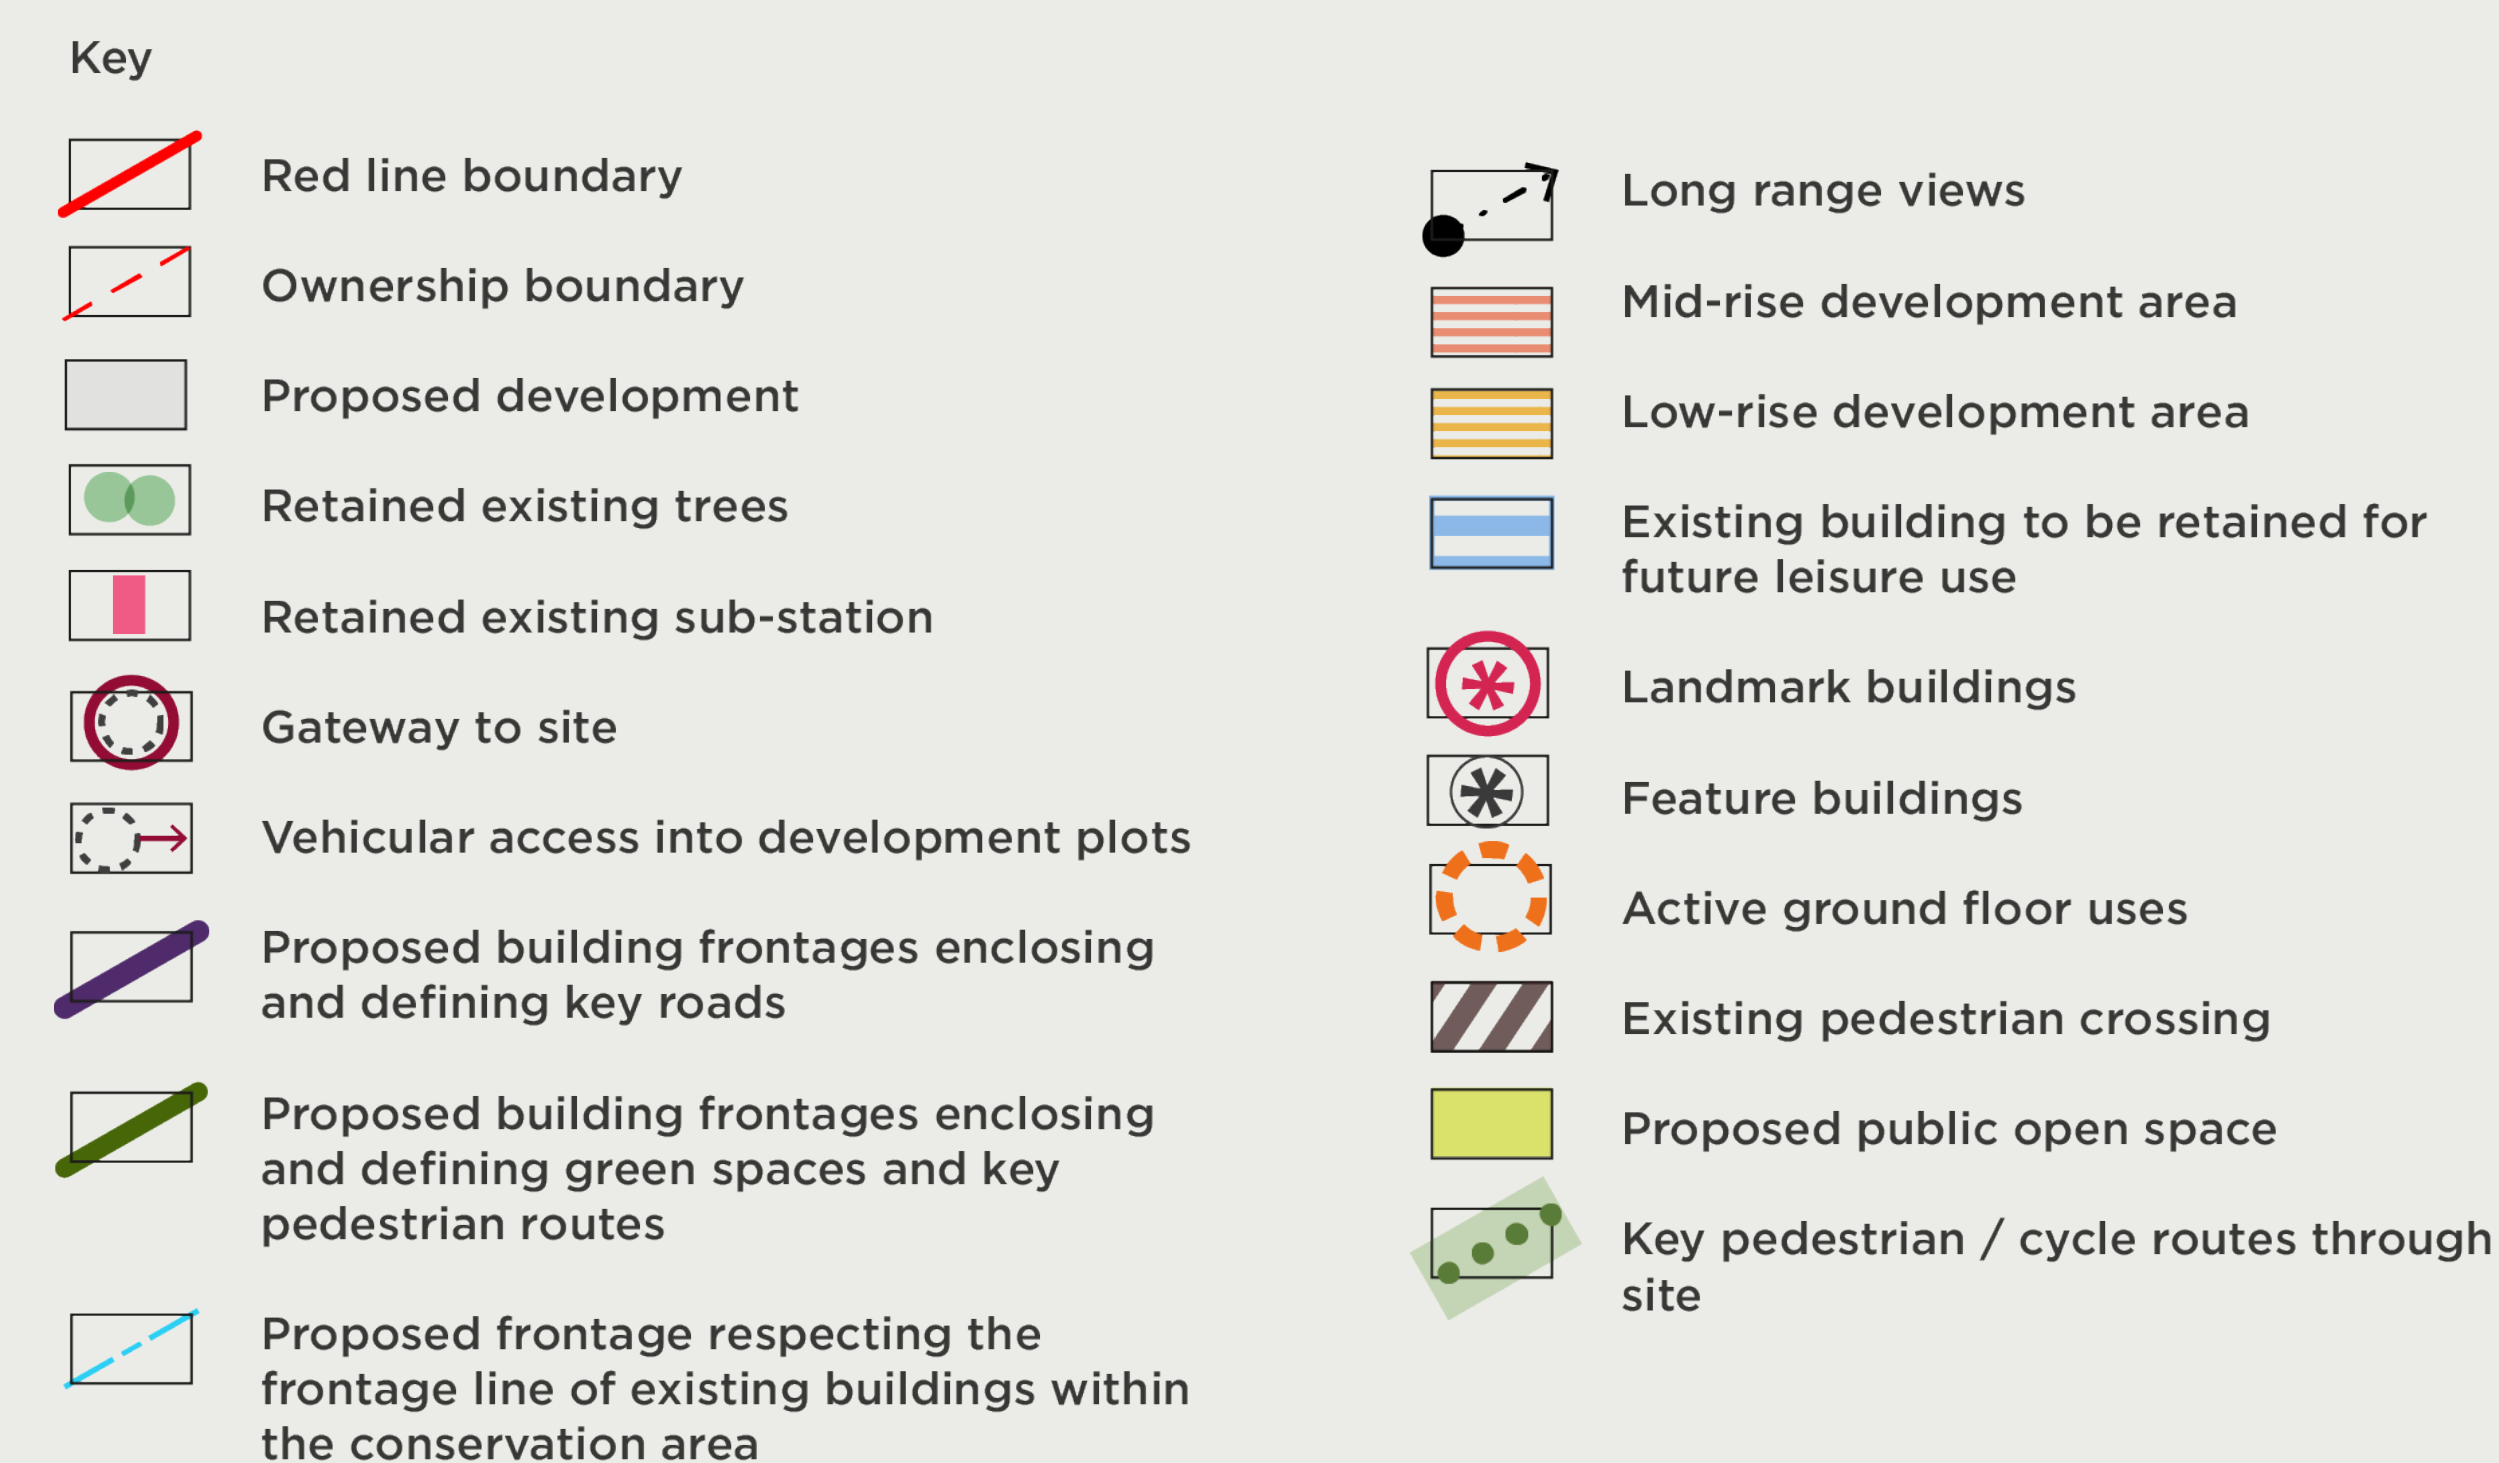 Key
Red line boundary
Ownership boundary
Proposed development
Retained existing trees
Retained existing sub-station
Gateway to site
Vehicular access into development plots
Proposed building frontages enclosing
and defining key roads
Proposed building frontages enclosing
and defining green spaces and key
pedestrian routes
Proposed frontage respecting the
frontage line of existing buildings within
the conservation area
Long range views
Mid-rise development area
Low-rise development area
Existing building to be retained for
future leisure use
Landmark buildings
Feature buildings
Active ground floor uses
Existing pedestrian crossing
Proposed public open space
Key pedestrian / cycle routes through
site